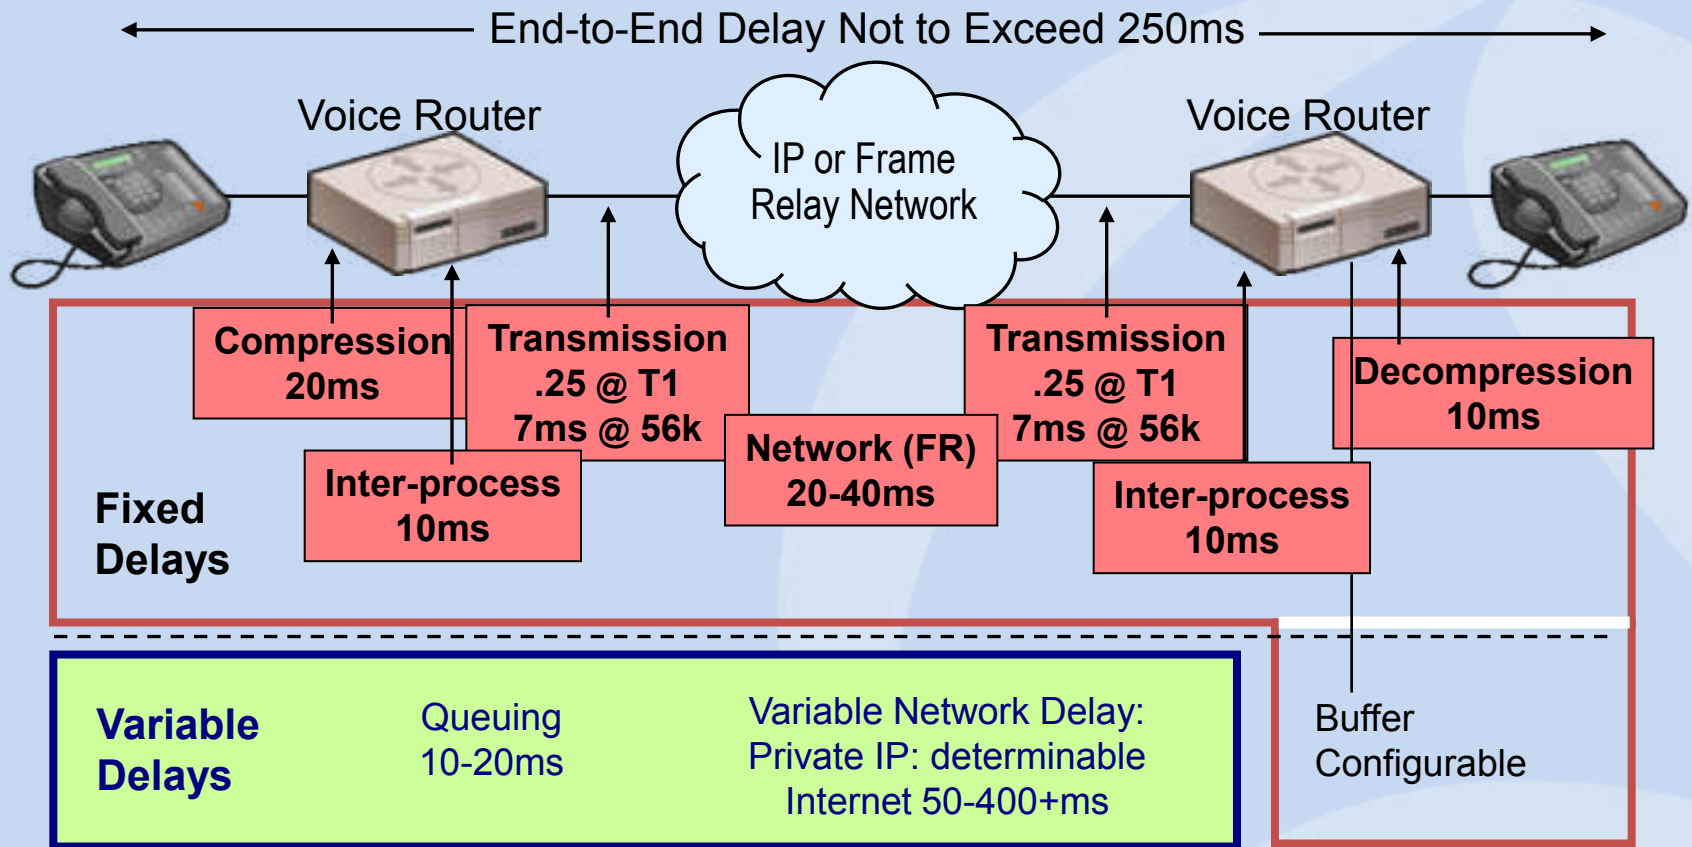 End-to-End Delay Not to Exceed 250ms
Voice Router
Voice Router
IP or Frame
Relay Network
Compression
20ms
Transmission
.25 @ T1
7ms @ 56k
Transmission
.25 @ T1
7ms @ 56k
Decompression
10ms
Network (FR)
20-40ms
Inter-process
10ms
Inter-process
10ms
Fixed
Delays
Variable
Delays
Queuing
10-20ms
Variable Network Delay:
Private IP: determinable
Internet 50-400+ms
Buffer
Configurable